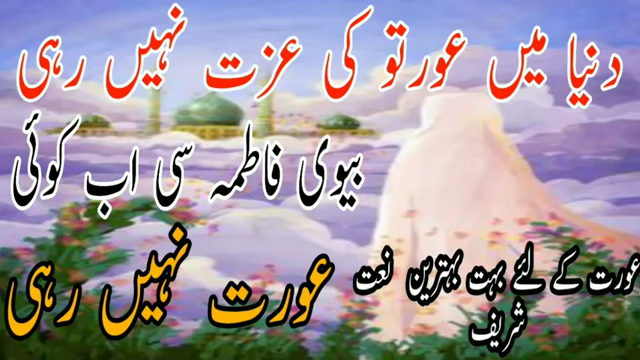 دنیا میں عورتو کی عزت نہیں رہی
بیوی فاطمہ سی اب کوئی
عورت نہیں رہی
عورت کے لئے بہت بہترین نعت
شریف